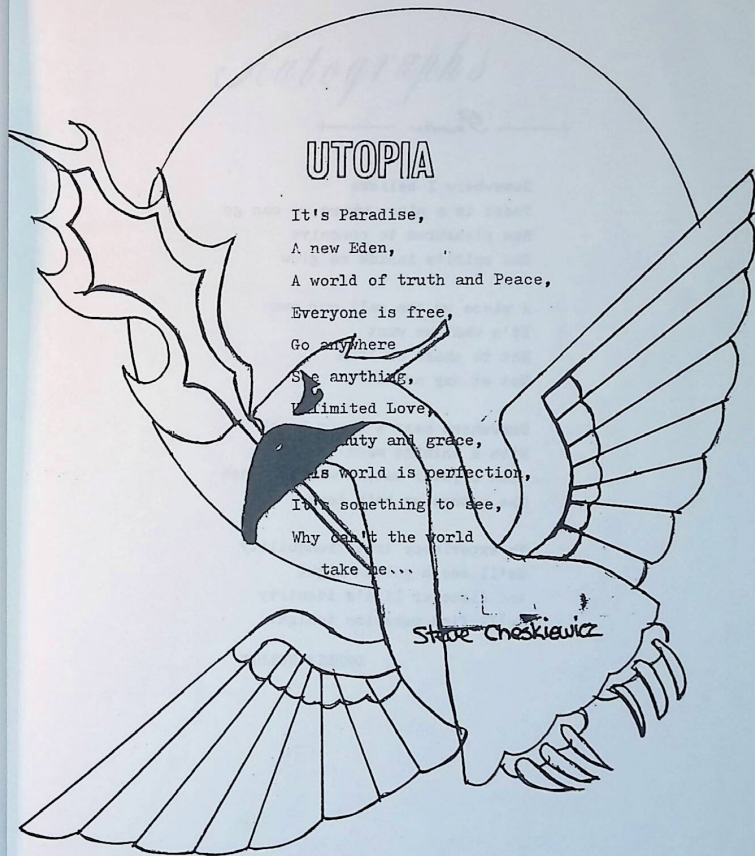 UTOPIA
It's Paradise,
A new Eden,
A world of truth and Peace,
Everyone is free,
Go anywhere
See anything,
Unlimited Love,
and grace,
world is perfection,
It's something to see,
Why can't the world
take me...
Steve Cheskiewicz